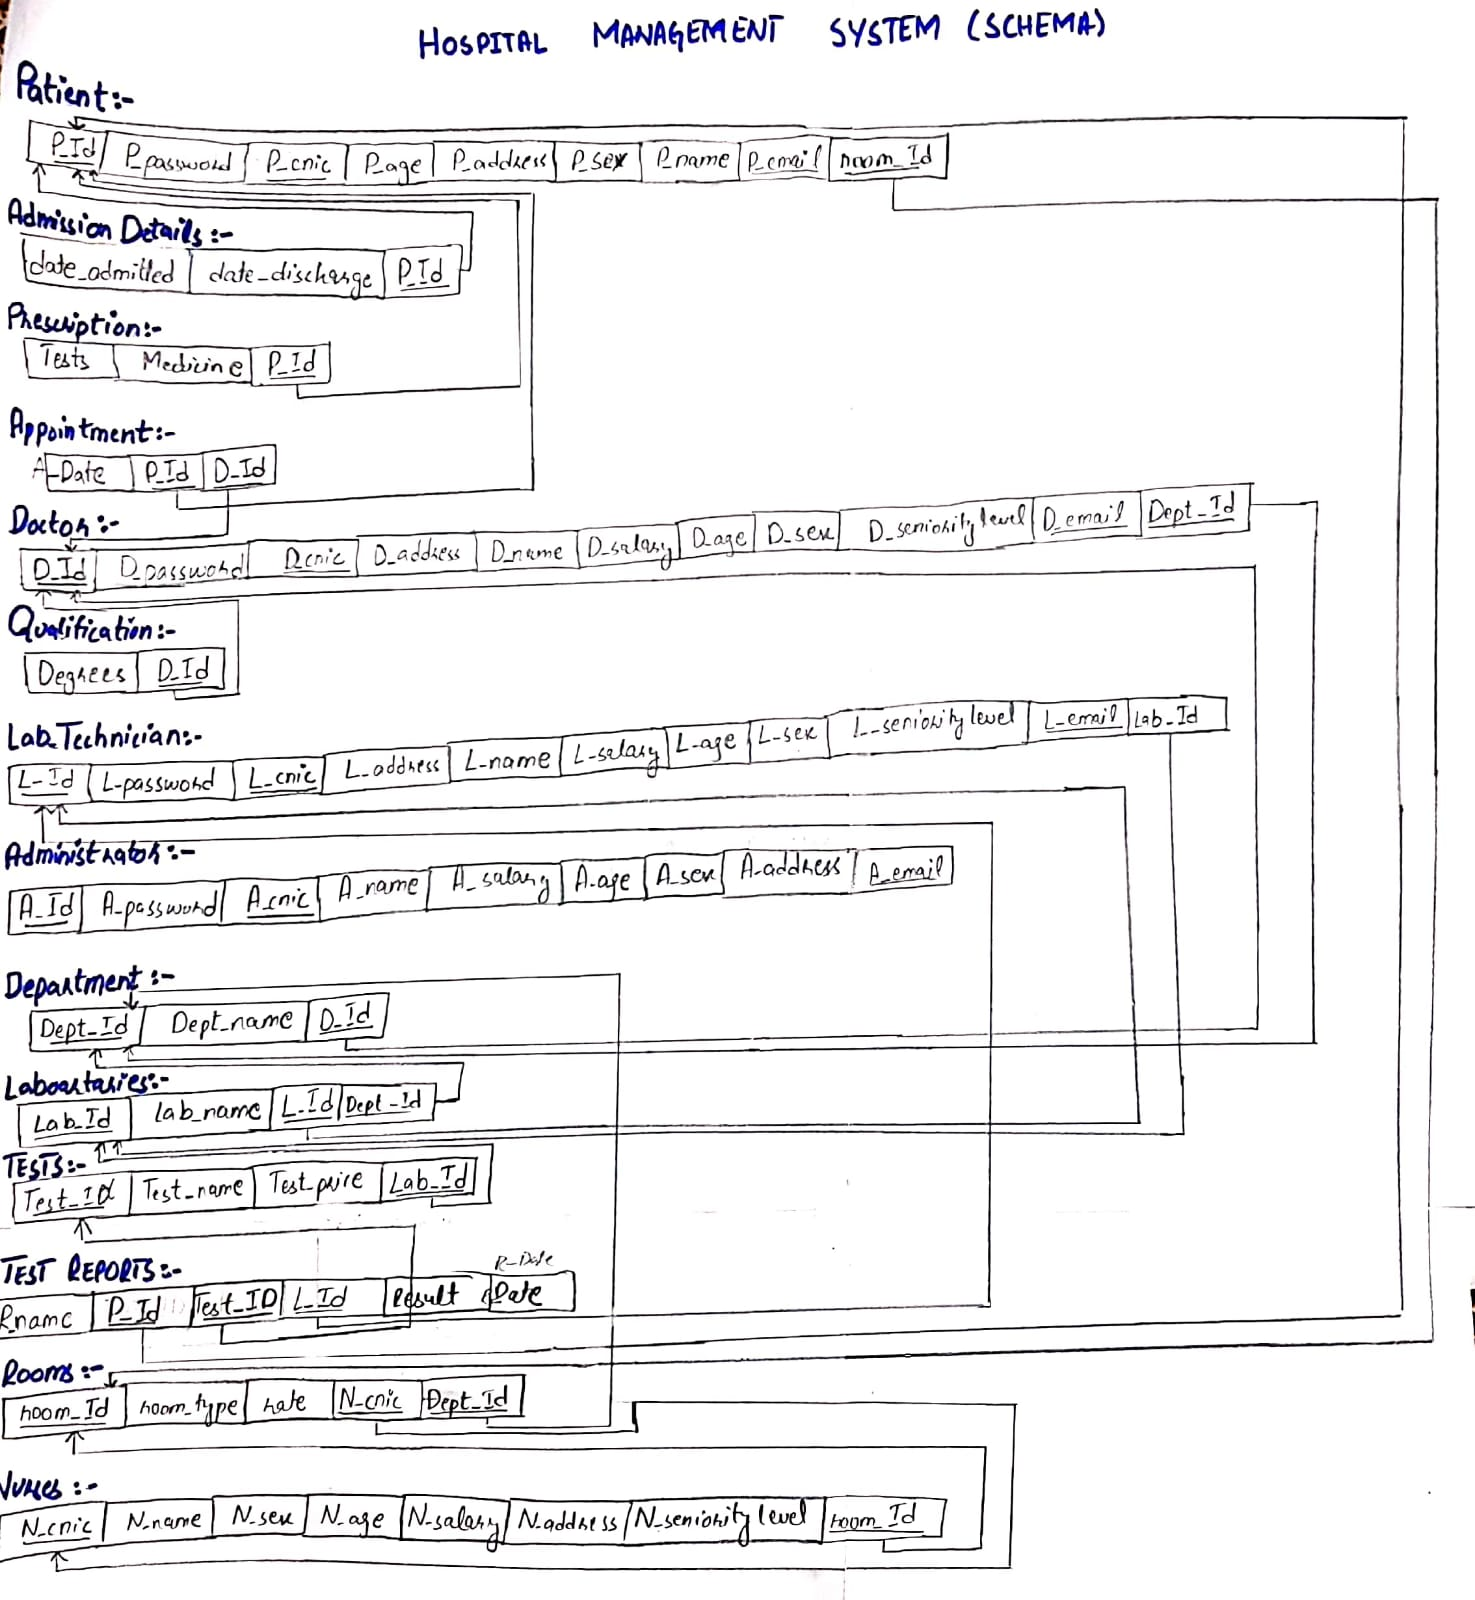 HOSPITAL MANAGEMENT SYSTEM (SCHEMA)
Patient:-
P_Id P_password P_cnic P_age P_address P_sex P_name P_email room_Id
Admission Details:-
date_admitted date_discharge P_Id
Prescription:-
Tests Medicine P_Id
Appointment:-
A_Date P_Id D_Id
Doctor:-
D_Id D_password D_cnic D_address D_name D_salary D_age D_sex D_seniority level D_email Dept_Id
Qualification:-
Degrees D_Id
Lab Technician:-
L_Id L_password L_cnic L_address L_name L_salary L_age L_sex L_seniority level L_email Lab_Id
Administrator:-
A_Id A_password A_cnic A_name A_salary A_age A_sex A_address A_email
Department:-
Dept_Id Dept_name D_Id
Laboartaries:-
Lab_Id lab_name L_Id Dept_Id
TESTS:-
Test_Id Test_name Test_price Lab_Id
TEST REPORTS:-
R_Date
R_name P_Id Test_ID L_Id Result Date
Rooms:-
room_Id room_type rate N_cnic Dept_Id
Nurses:-
N_cnic N_name N_sex N_age N_salary N_address N_seniority level room_Id